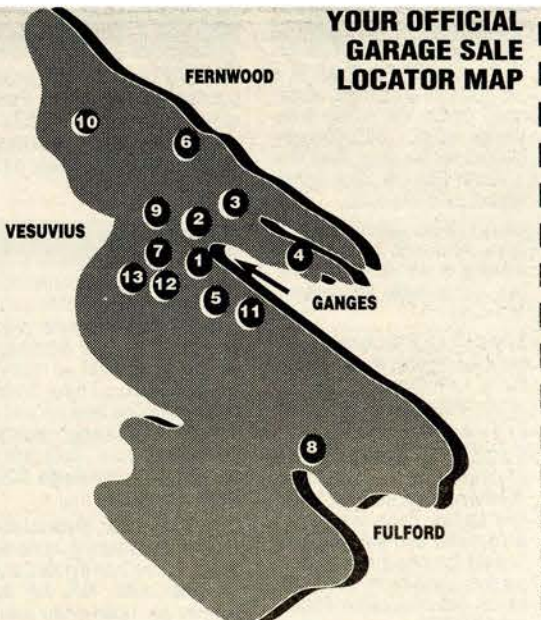 YOUR OFFICIAL
GARAGE SALE
LOCATOR MAP
FERNWOOD
10
6
3
9
2
VESUVIUS
7
1
4
13
12
5
11
GANGES
8
FULFORD